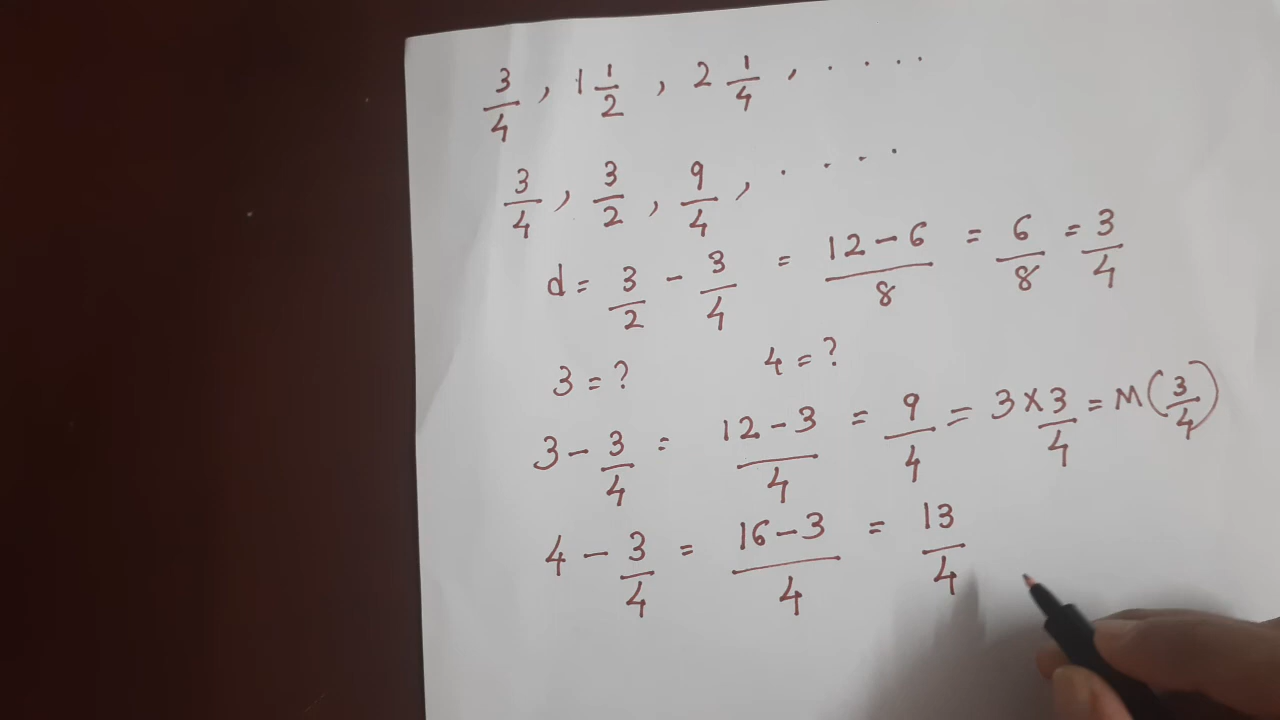 3/4 , 1 1/2 , 2 1/4 , . . . . .
3/4 , 3/2 , 9/4 , . . . .
d = 3/2 - 3/4 = (12 - 6)/8 = 6/8 = 3/4
3 = ? 4 = ?
3 - 3/4 = (12 - 3)/4 = 9/4 = 3 × 3/4 = M(3/4)
4 - 3/4 = (16 - 3)/4 = 13/4